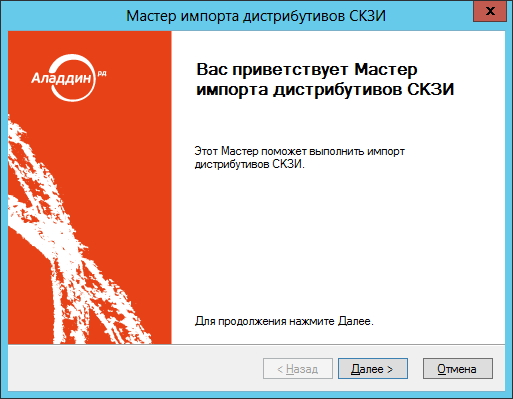 Мастер импорта дистрибутивов СКЗИ
x
Аладдин РД
Вас приветствует Мастер
импорта дистрибутивов СКЗИ
Этот Мастер поможет выполнить импорт
дистрибутивов СКЗИ.
Для продолжения нажмите Далее.
< Назад
Далее >
Отмена